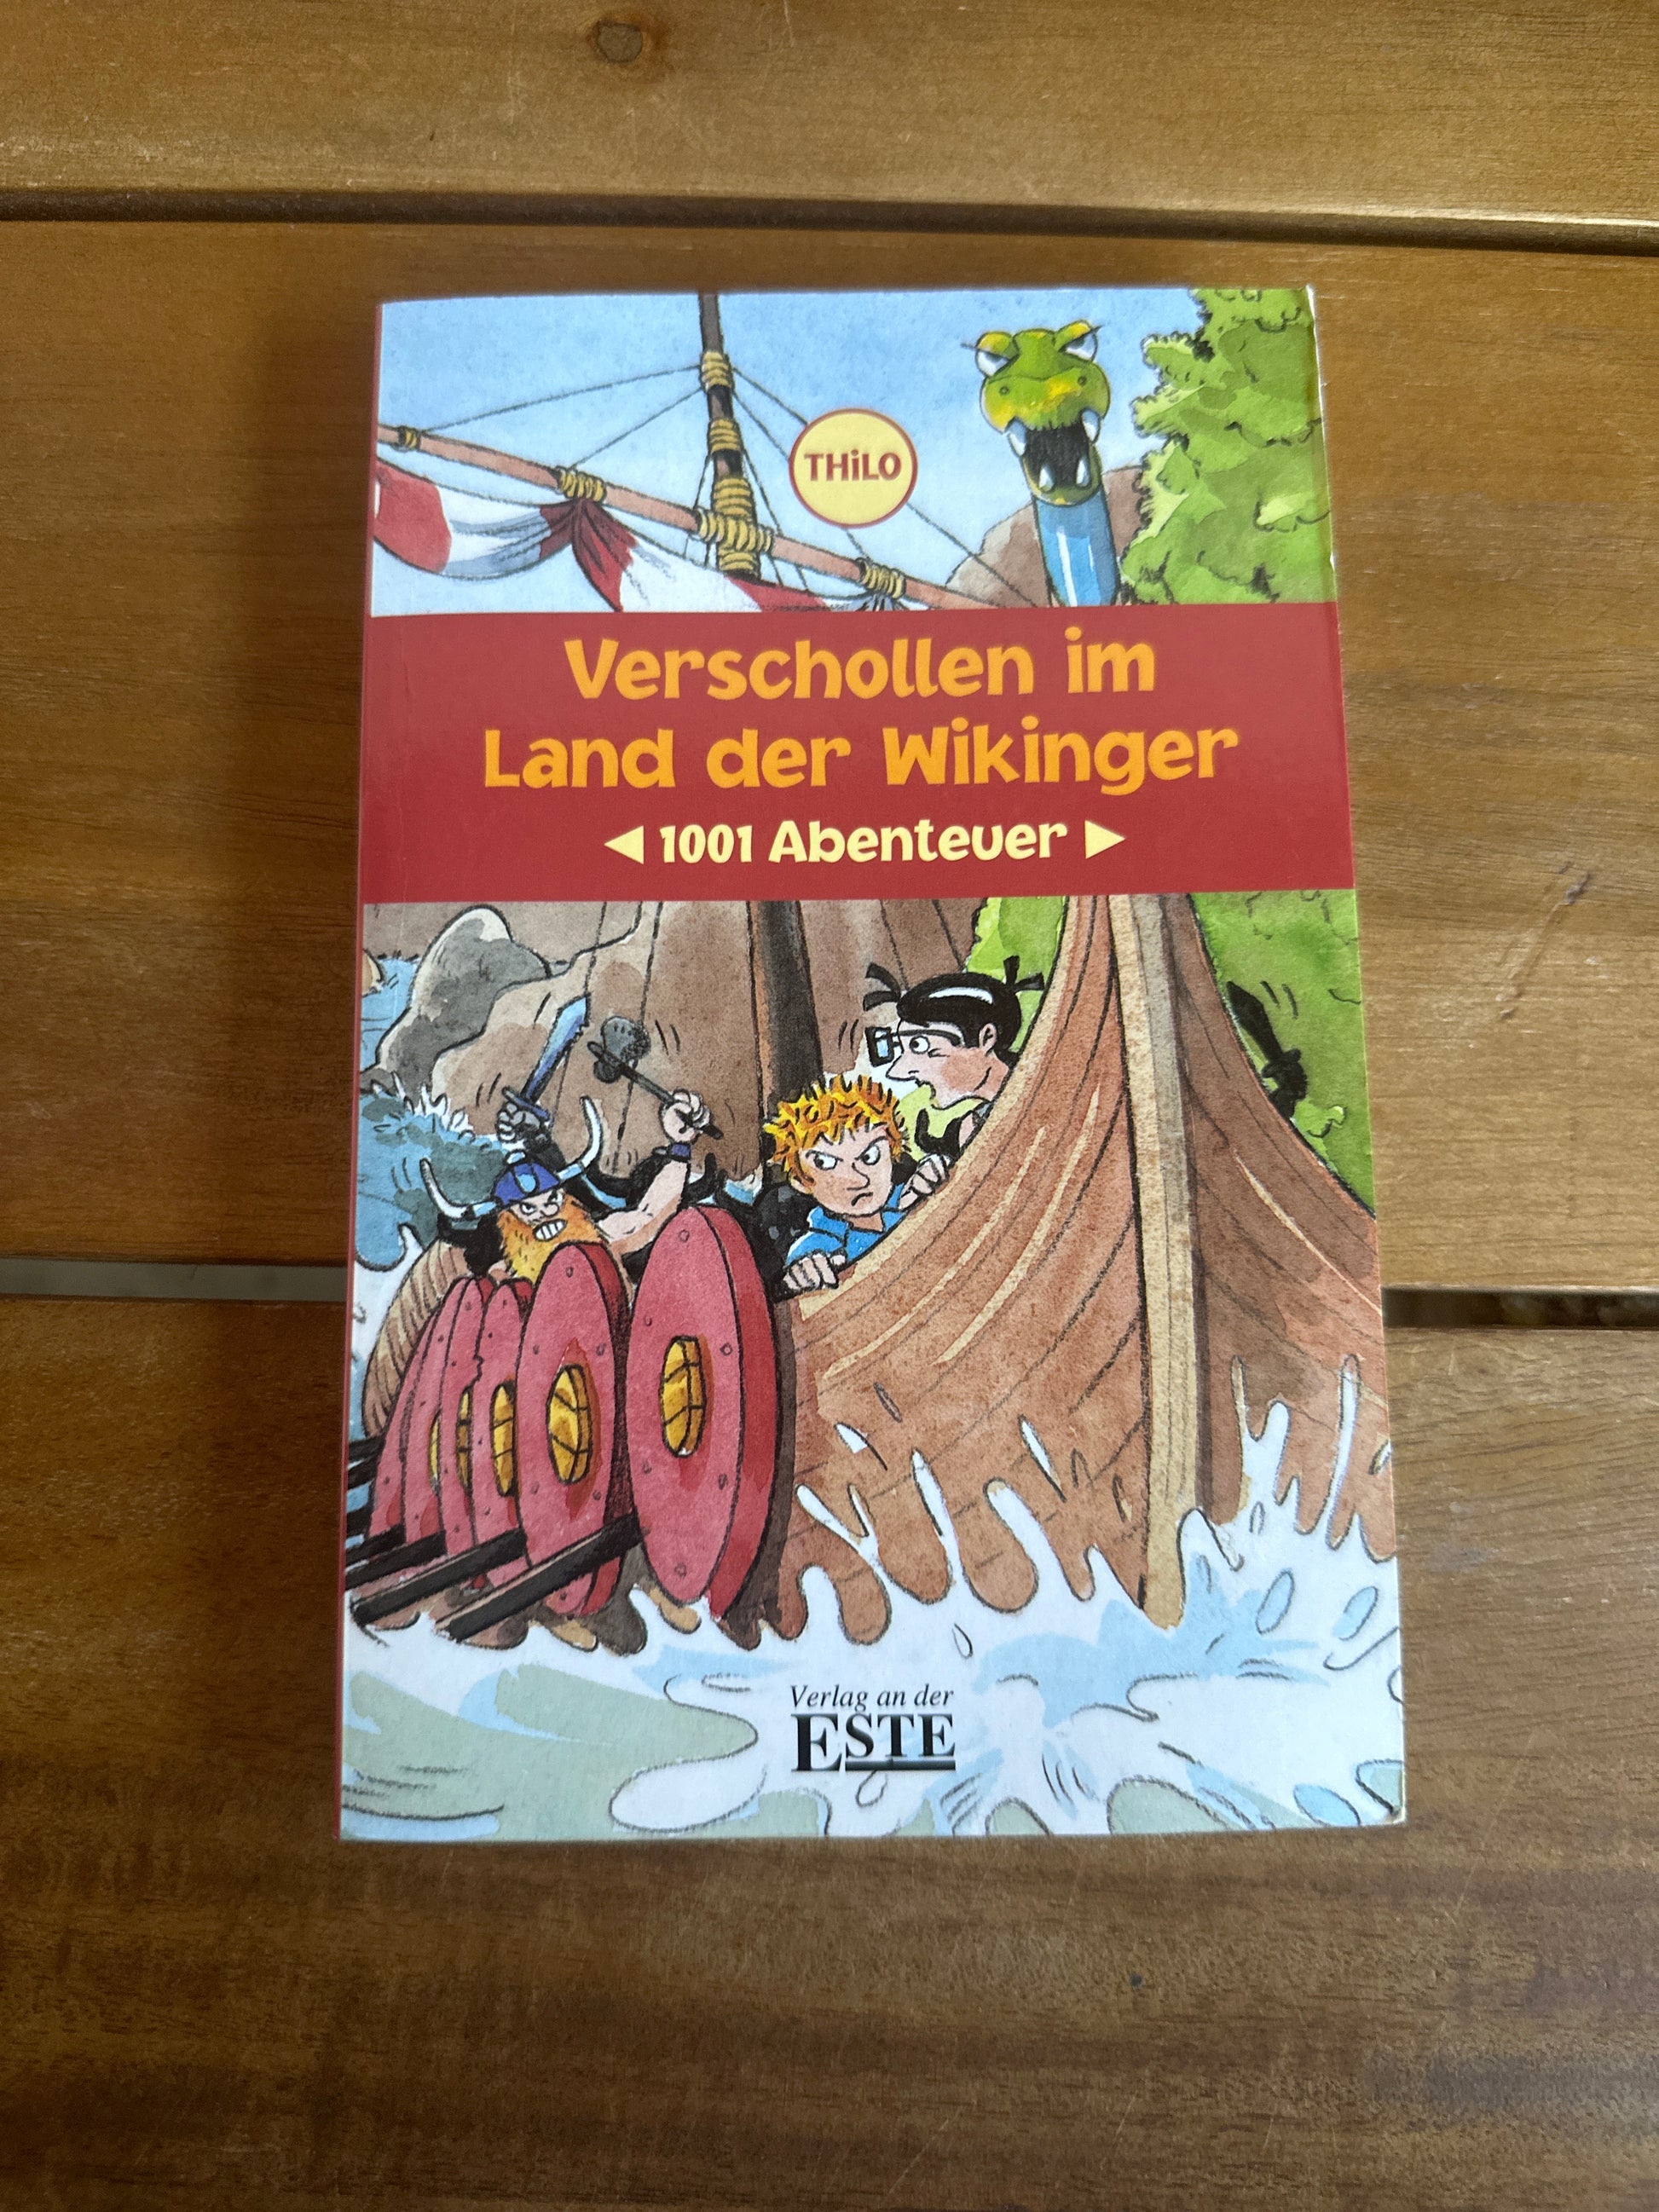 THiLO
Verschollen im
Land der Wikinger
1001 Abenteuer
Verlag an der
ESTE